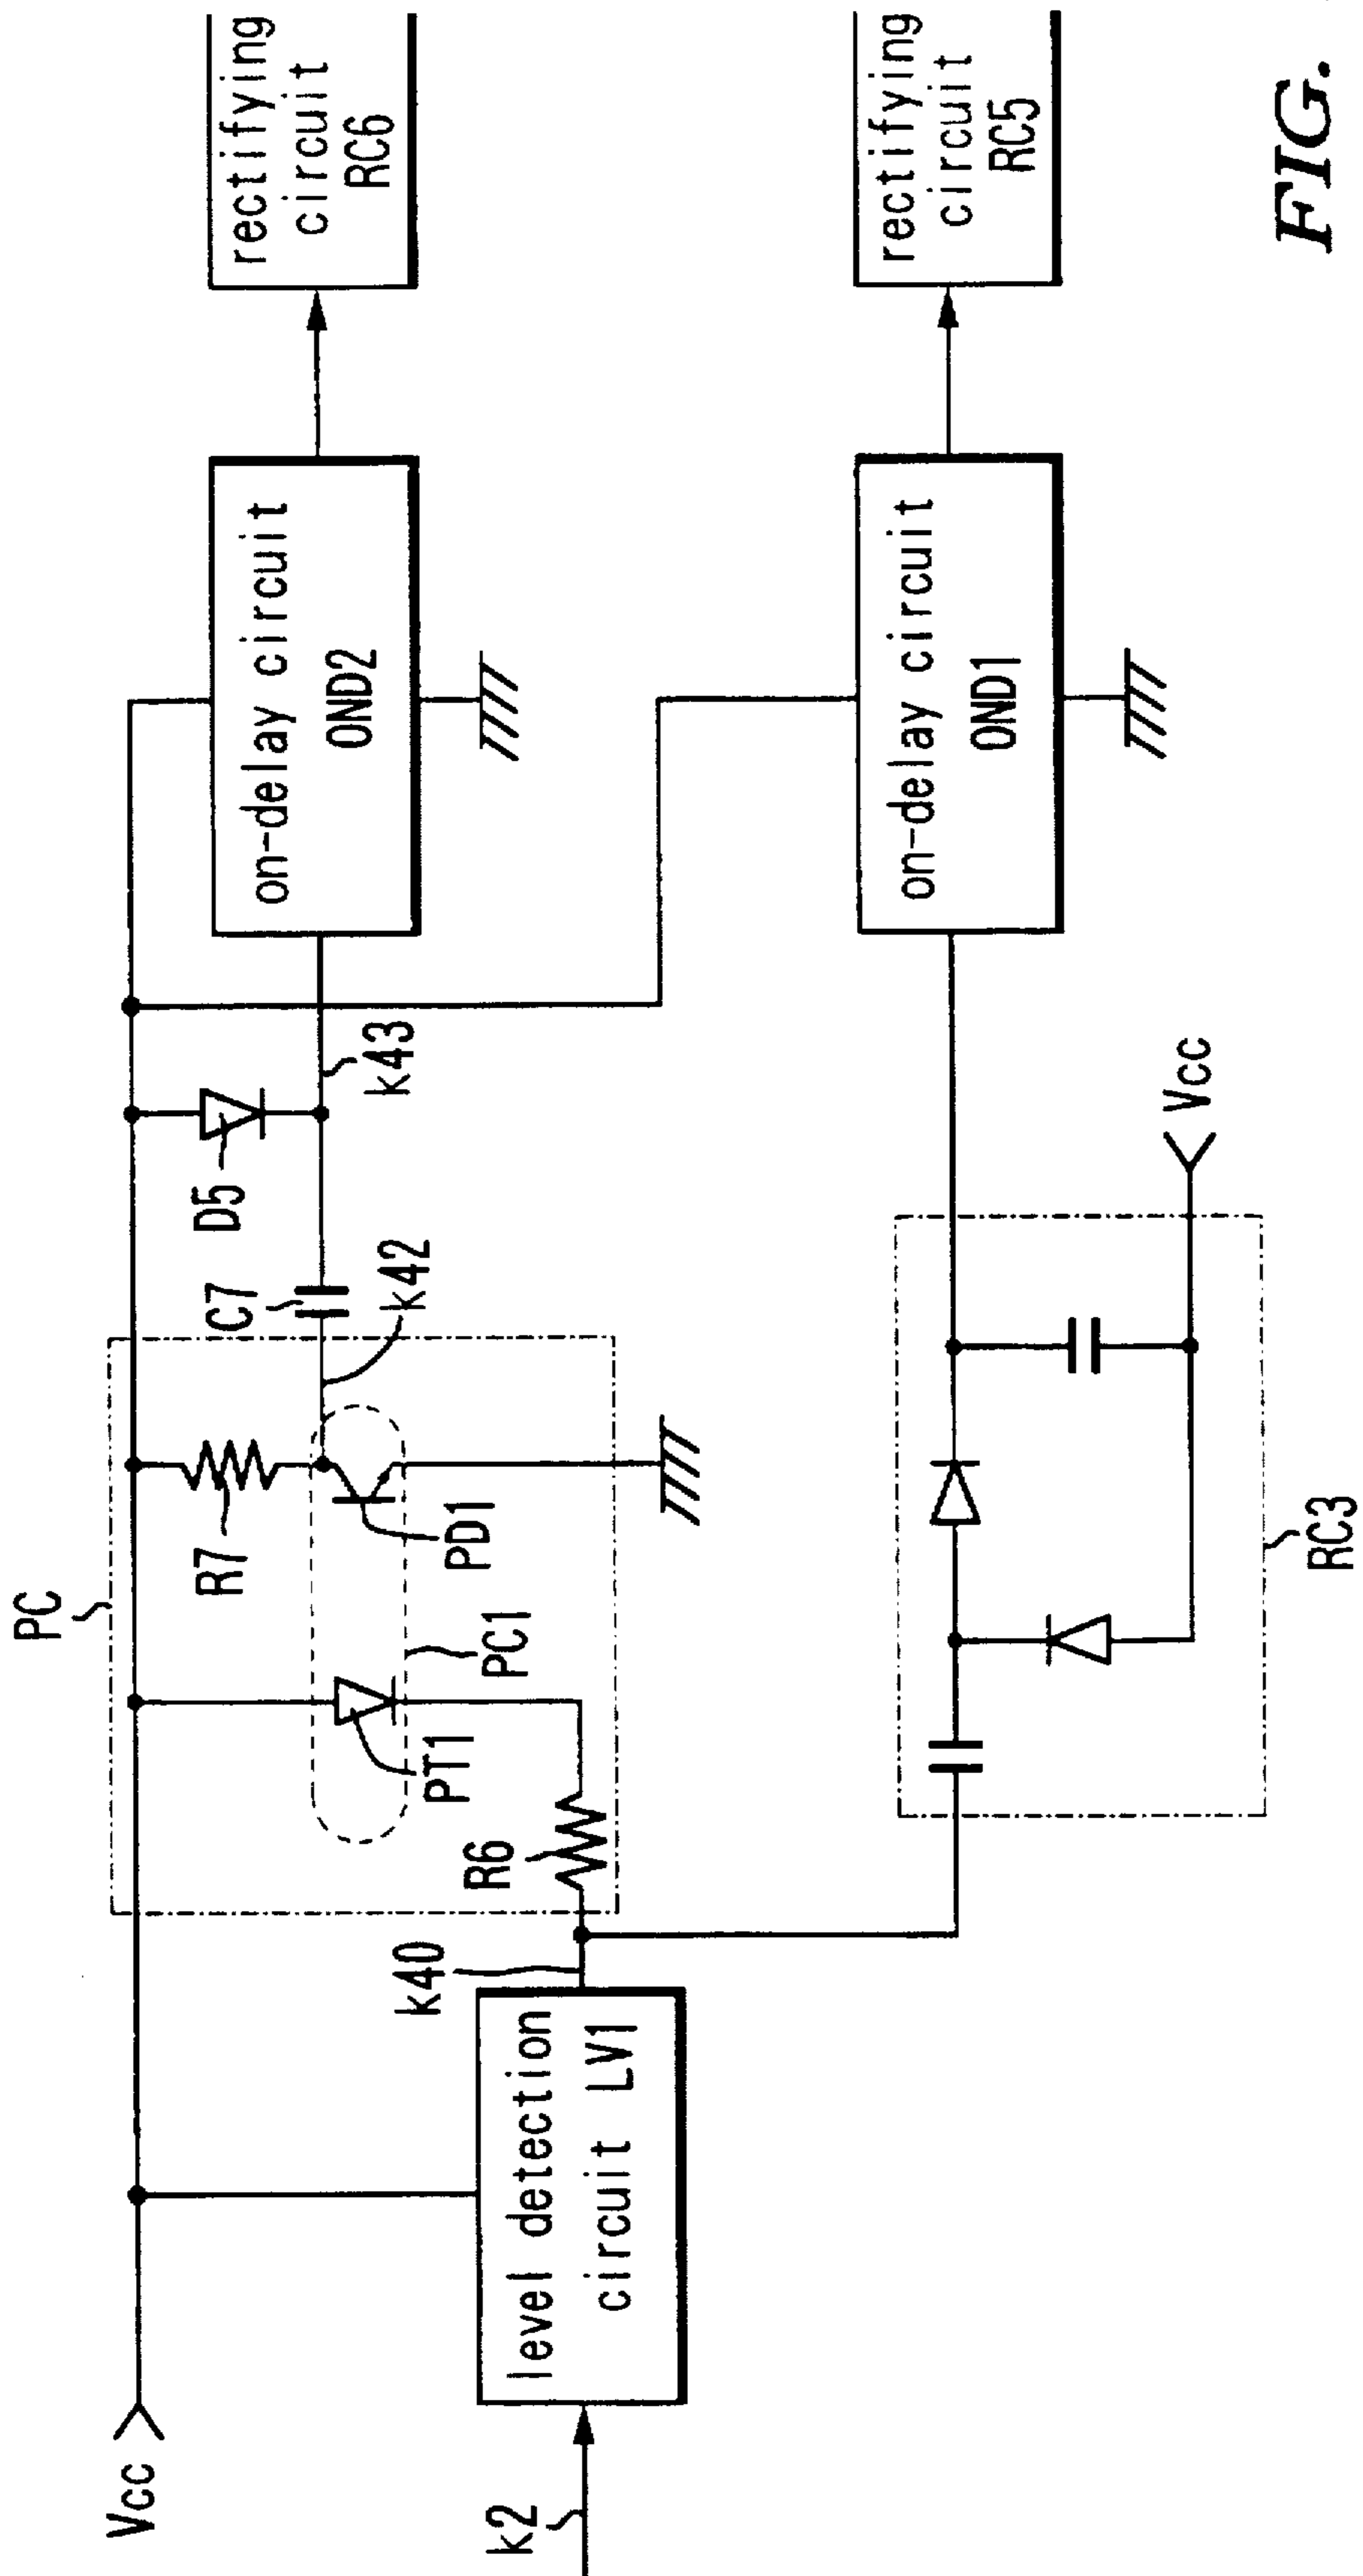 Vcc
k2
level detection
circuit LV1
k40
R6
PC
PT1
PC1
R7
PD1
k42
C7
D5
k43
on-delay circuit
OND2
rectifying
circuit
RC6
RC3
Vcc
on-delay circuit
OND1
rectifying
circuit
RC5
FIG.